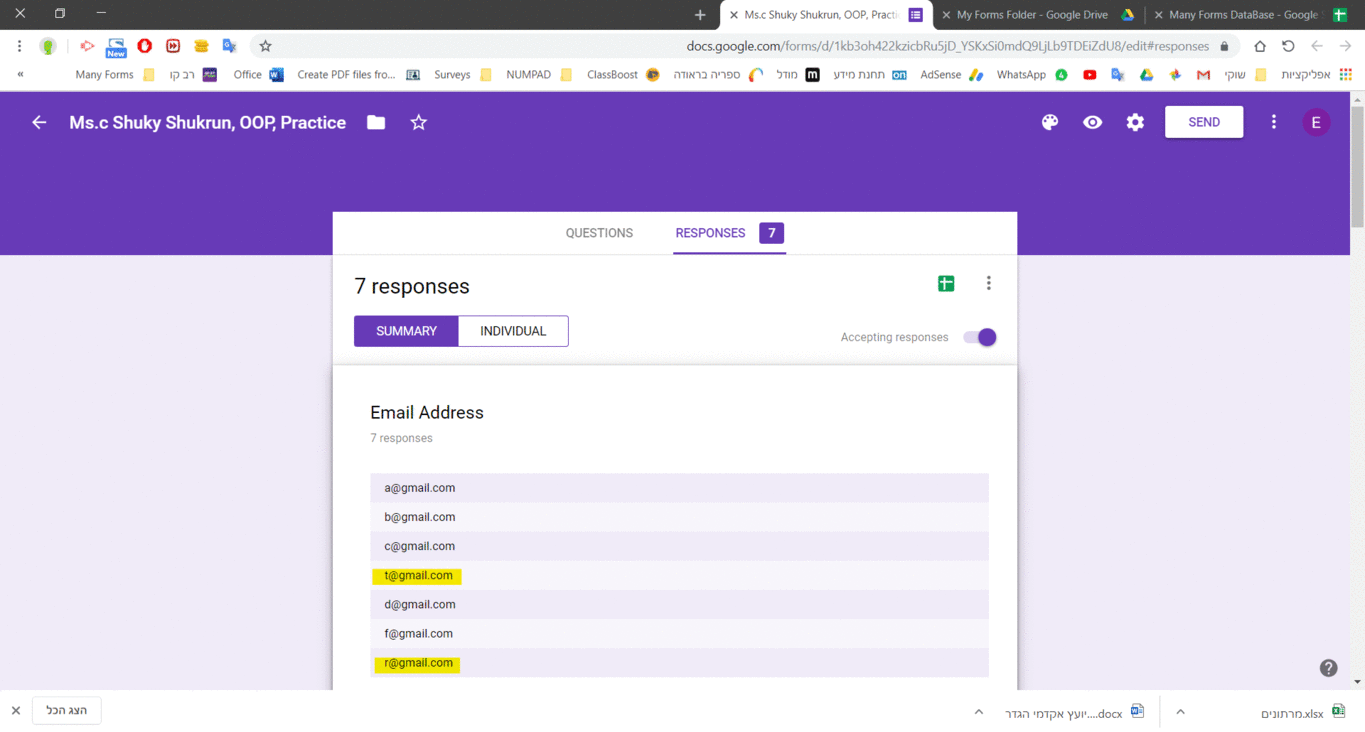 Ms.c Shuky Shukrun, OOP, Practi
My Forms Folder - Google Drive
Many Forms DataBase - Google
New
docs.google.com/forms/d/1kb3oh422kzicbRu5jD_YSKxSi0mdQ9LjLb9TDEiZdU8/edit#responses
« Many Forms רב קו Office Create PDF files fro... Surveys NUMPAD ClassBoost ספריה בראודה מודל m תחנת מידע on AdSense WhatsApp 4 שוקי אפליקציות
Ms.c Shuky Shukrun, OOP, Practice
SEND
E
QUESTIONS
RESPONSES 7
7 responses
SUMMARY INDIVIDUAL
Accepting responses
Email Address
7 responses
a@gmail.com
b@gmail.com
c@gmail.com
t@gmail.com
d@gmail.com
f@gmail.com
r@gmail.com
הצג הכל
יועץ אקדמי הגדר....docx
מרתונים.xlsx